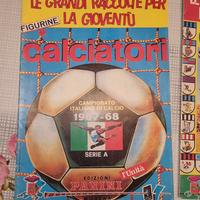 LE GRANDI RACCOLTE PER
LA GIOVENTÙ
FIGURINE
calciatori
CAMPIONATO
ITALIANO DI CALCIO
1967-68
SERIE A
l'Unità
EDIZIONI
PANINI